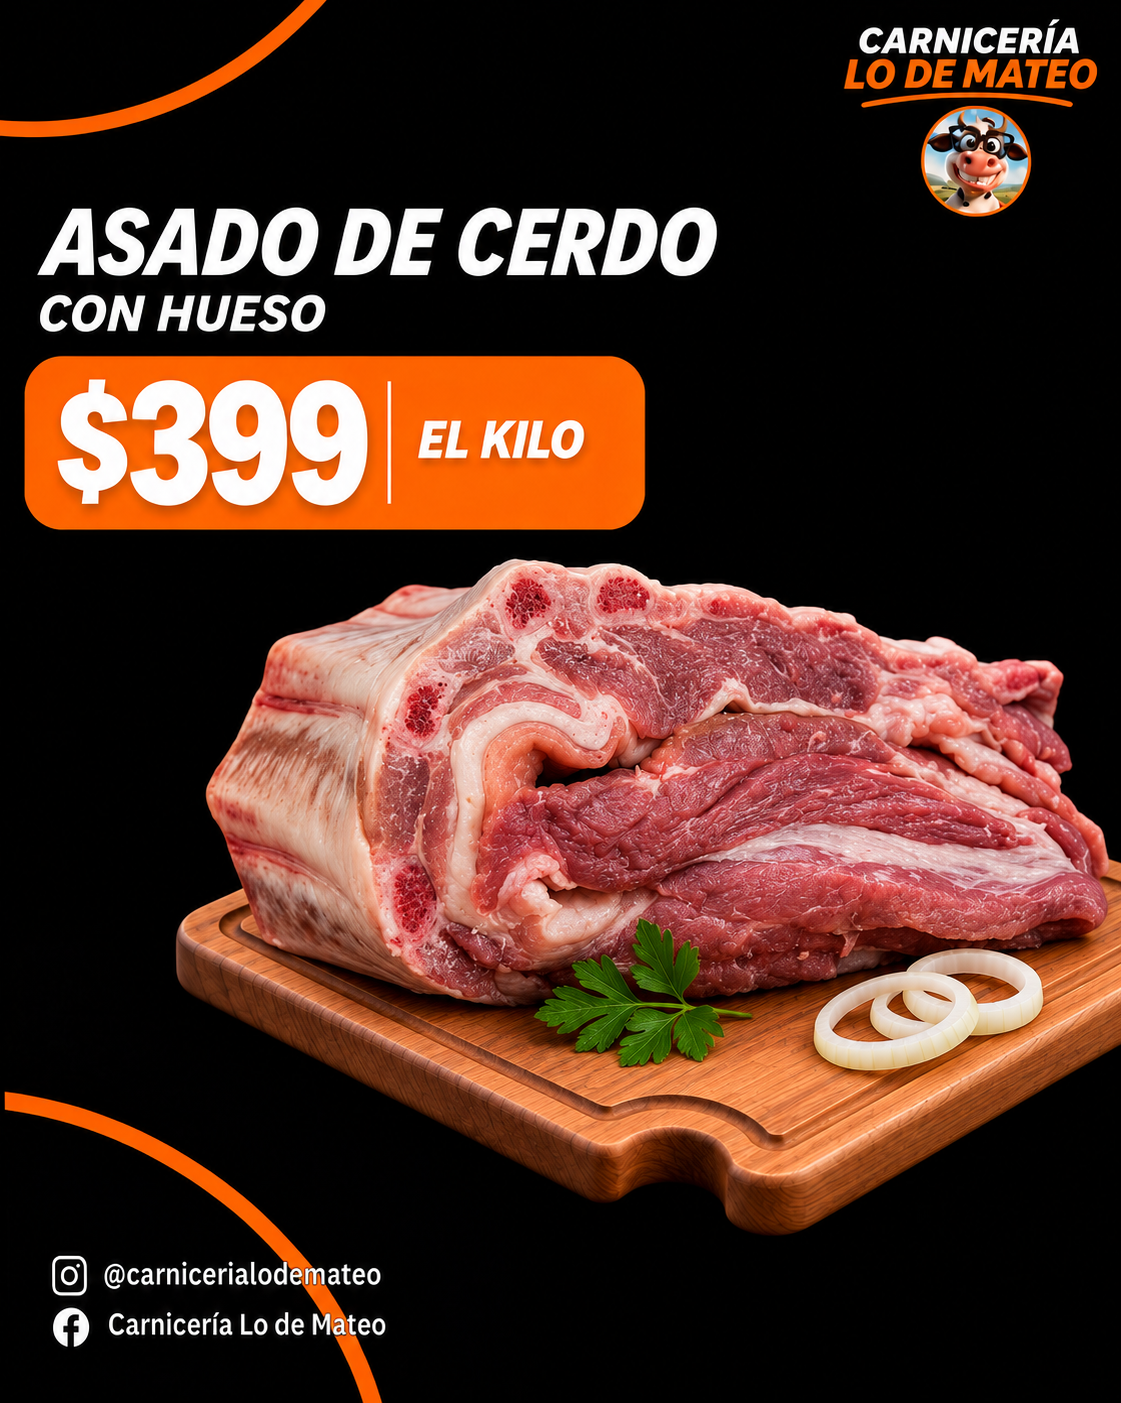 CARNICERÍA
LO DE MATEO
ASADO DE CERDO
CON HUESO
$399
EL KILO
@carnicerialodemateo
Carnicería Lo de Mateo